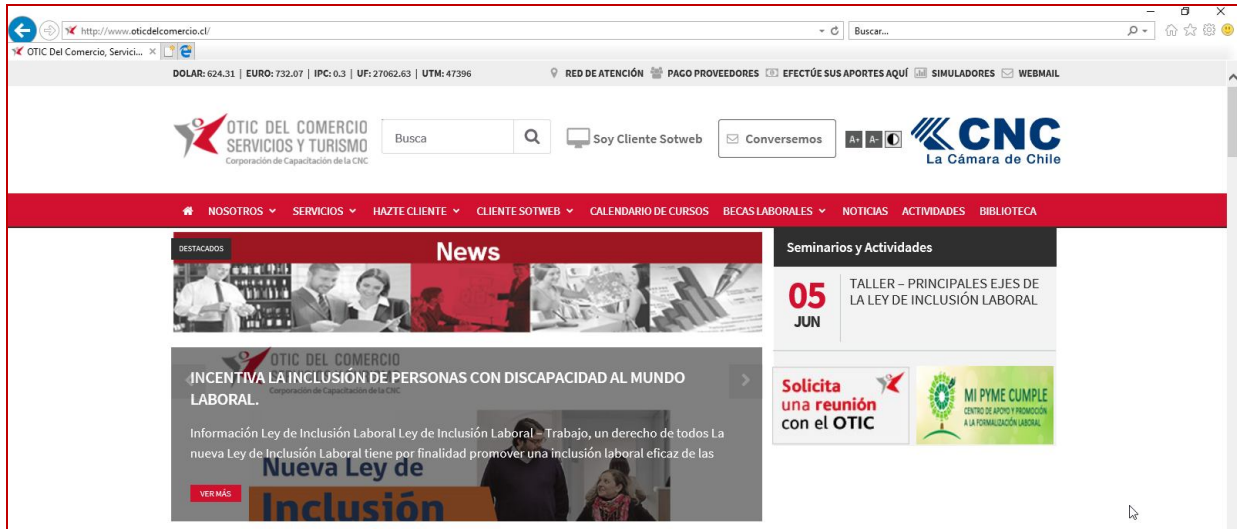 http://www.oticdelcomercio.cl/
Buscar...
OTIC Del Comercio, Servici...
DOLAR: 624.31 | EURO: 732.07 | IPC: 0.3 | UF: 27062.63 | UTM: 47396
RED DE ATENCIÓN PAGO PROVEEDORES EFECTÚE SUS APORTES AQUÍ SIMULADORES WEBMAIL
OTIC DEL COMERCIO
SERVICIOS Y TURISMO
Corporación de Capacitación de la CNC
Busca
Soy Cliente Sotweb
Conversemos
A+ A-
CNC
La Cámara de Chile
NOSOTROS SERVICIOS HAZTE CLIENTE CLIENTE SOTWEB CALENDARIO DE CURSOS BECAS LABORALES NOTICIAS ACTIVIDADES BIBLIOTECA
DESTACADOS
News
OTIC DEL COMERCIO
INCENTIVA LA INCLUSIÓN DE PERSONAS CON DISCAPACIDAD AL MUNDO
Corporación de Capacitación de la CNC
LABORAL.
Información Ley de Inclusión Laboral Ley de Inclusión Laboral – Trabajo, un derecho de todos La
nueva Ley de Inclusión Laboral tiene por finalidad promover una inclusión laboral eficaz de las
Nueva Ley de
Inclusión
VER MÁS
Seminarios y Actividades
05
JUN
TALLER – PRINCIPALES EJES DE
LA LEY DE INCLUSIÓN LABORAL
Solicita
una reunión
con el OTIC
MI PYME CUMPLE
CENTRO DE APOYO Y PROMOCIÓN
A LA FORMALIZACIÓN LABORAL